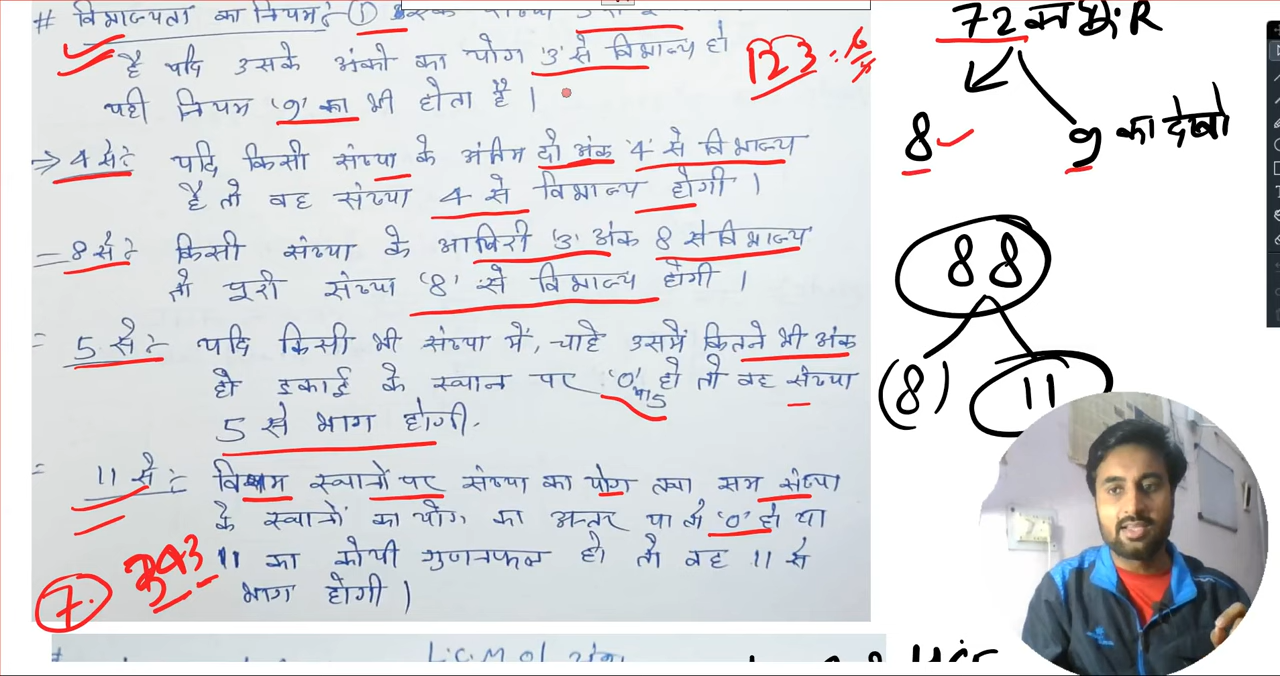 # विभाज्यता का नियम :- ①
है यदि उसके अंको का योग '3' से विभाज्य हो
यही नियम '9' का भी होता है ।
123
⇒ 4 से :- यदि किसी संख्या के अंतिम दो अंक '4' से विभाज्य
है तो वह संख्या 4 से विभाज्य होगी ।
= 8 से :- किसी संख्या के आखिरी '3' अंक 8 से विभाज्य
तो पूरी संख्या '8' से विभाज्य होगी ।
= 5 से :- यदि किसी भी संख्या में, चाहे उसमें कितने भी अंक
हो इकाई के स्थान पर '0' या 5 हो तो वह संख्या
5 से भाग होगी.
= 11 से :- विषम स्थानों पर संख्या का योग तथा सम संख्या
के स्थानों का योग का अन्तर या तो '0' हो या
11 का कोयी गुणनफल हो तो वह 11 से
भाग होगी ।
7. 343
L.C.M of
72 का
8 9 का देखो
88
(8) 11